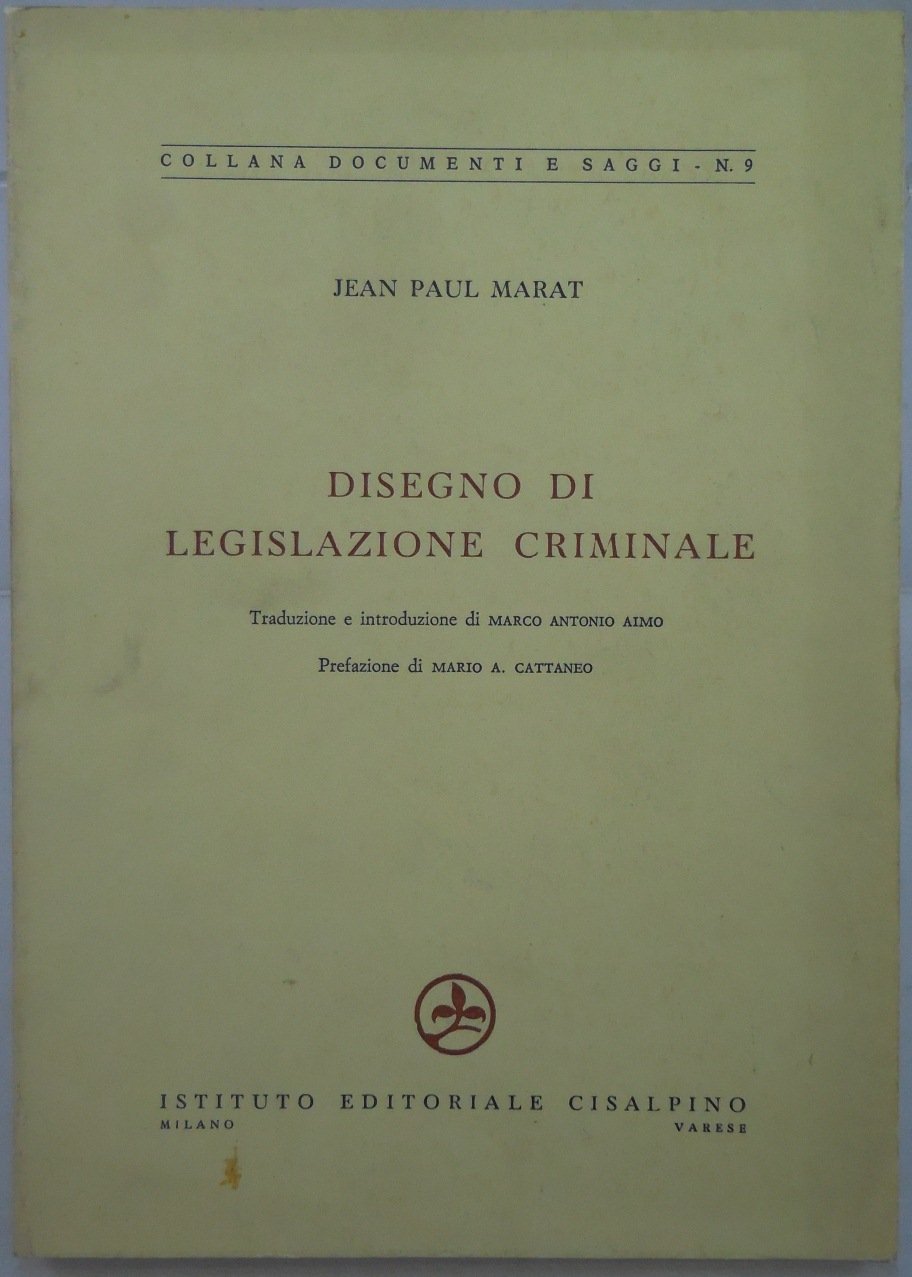 COLLANA DOCUMENTI E SAGGI - N. 9
JEAN PAUL MARAT
DISEGNO DI
LEGISLAZIONE CRIMINALE
Traduzione e introduzione di MARCO ANTONIO AIMO
Prefazione di MARIO A. CATTANEO
ISTITUTO EDITORIALE CISALPINO
MILANO VARESE